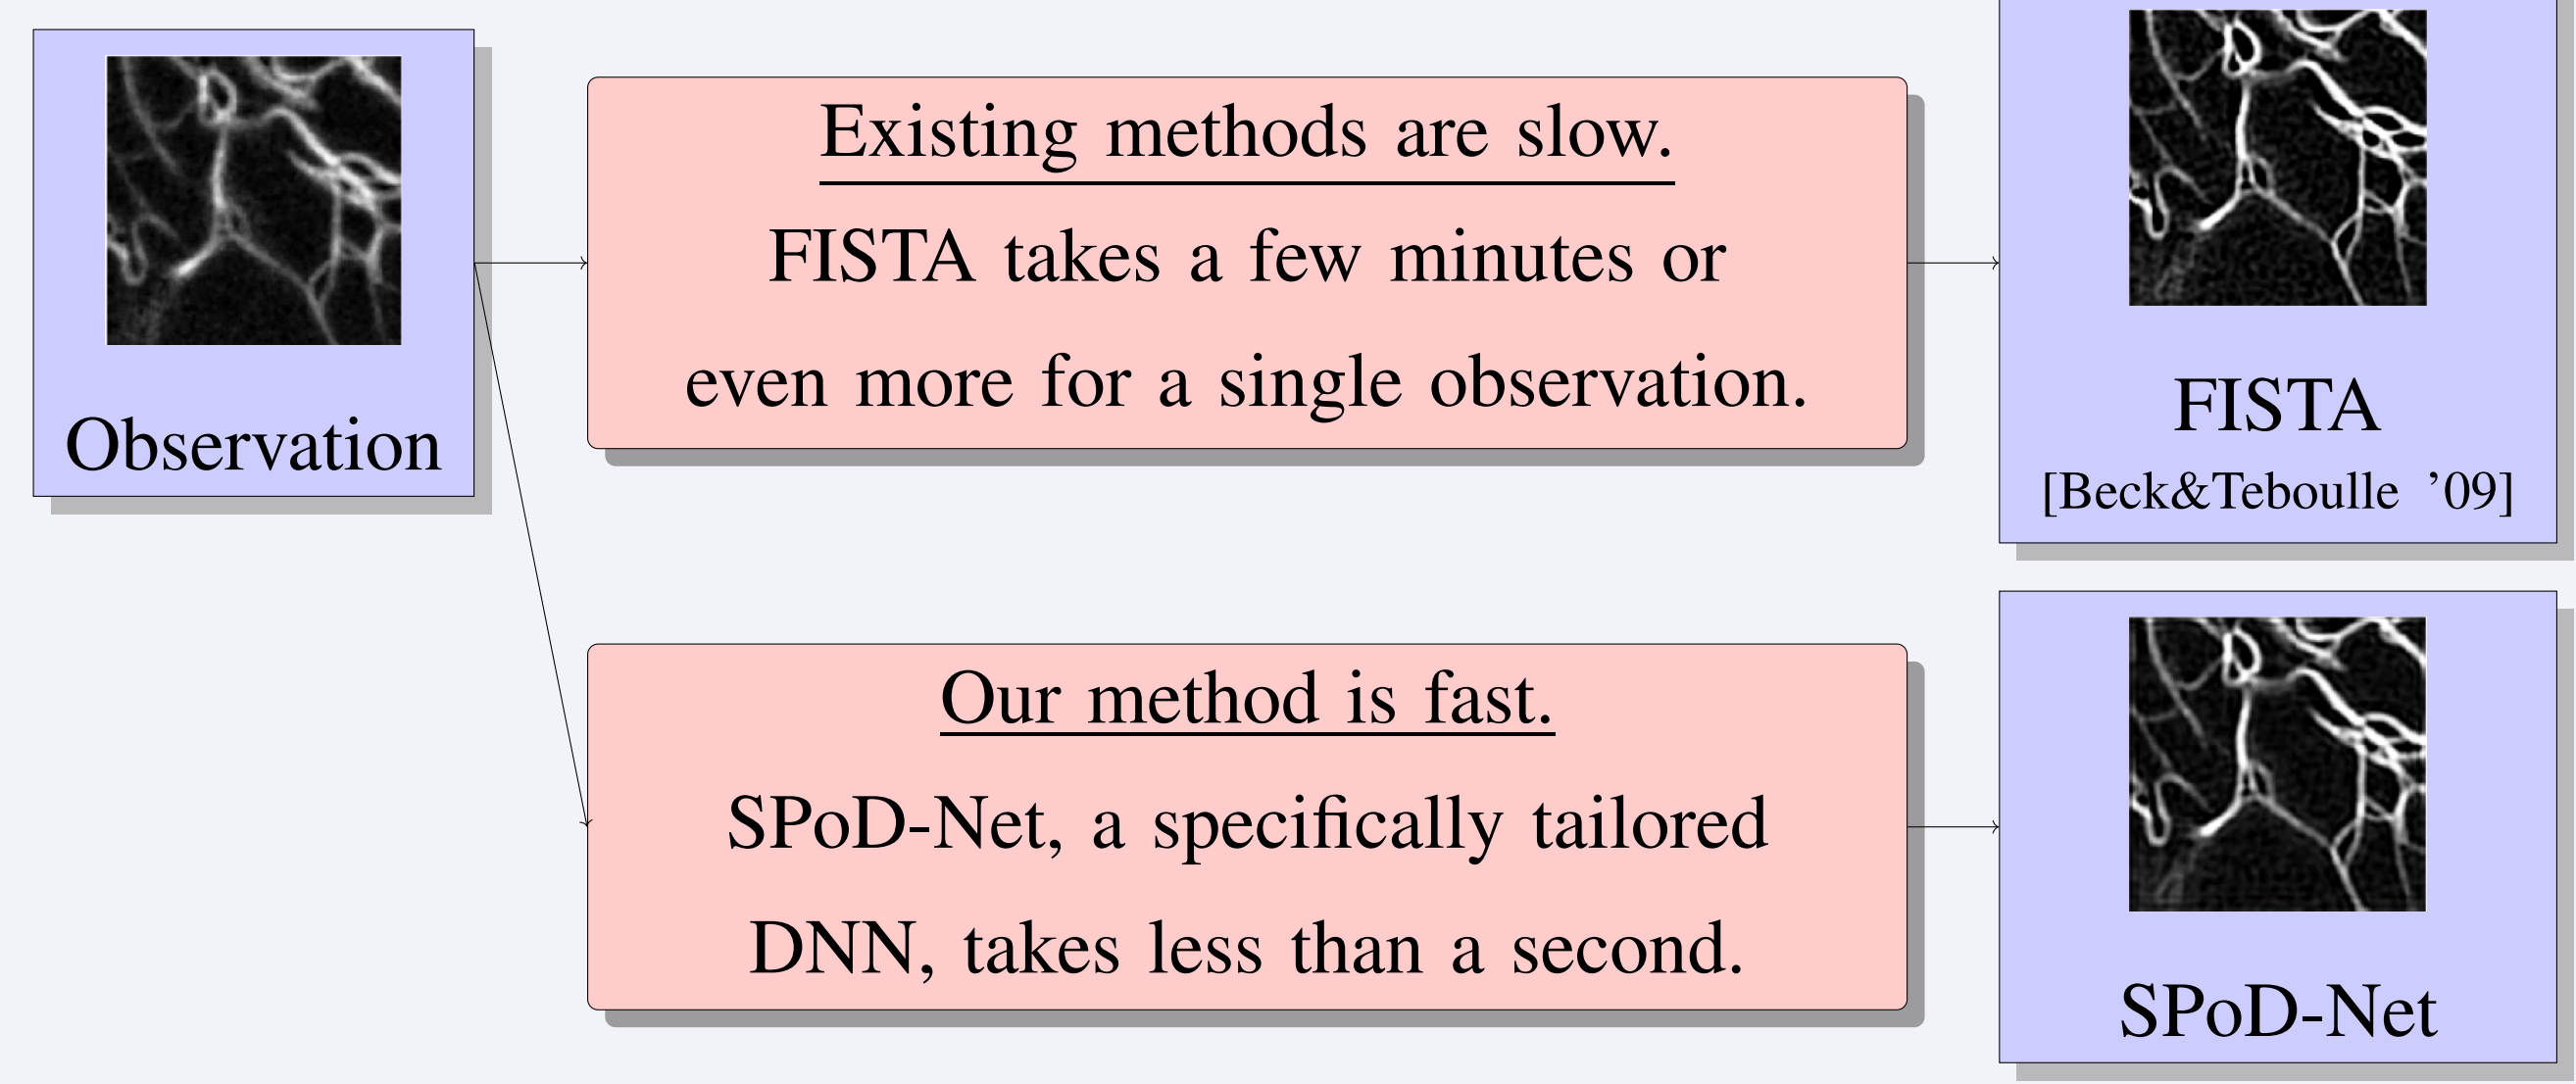 Observation
Existing methods are slow.
FISTA takes a few minutes or
even more for a single observation.
FISTA
[Beck&Teboulle ’09]
Our method is fast.
SPoD-Net, a specifically tailored
DNN, takes less than a second.
SPoD-Net